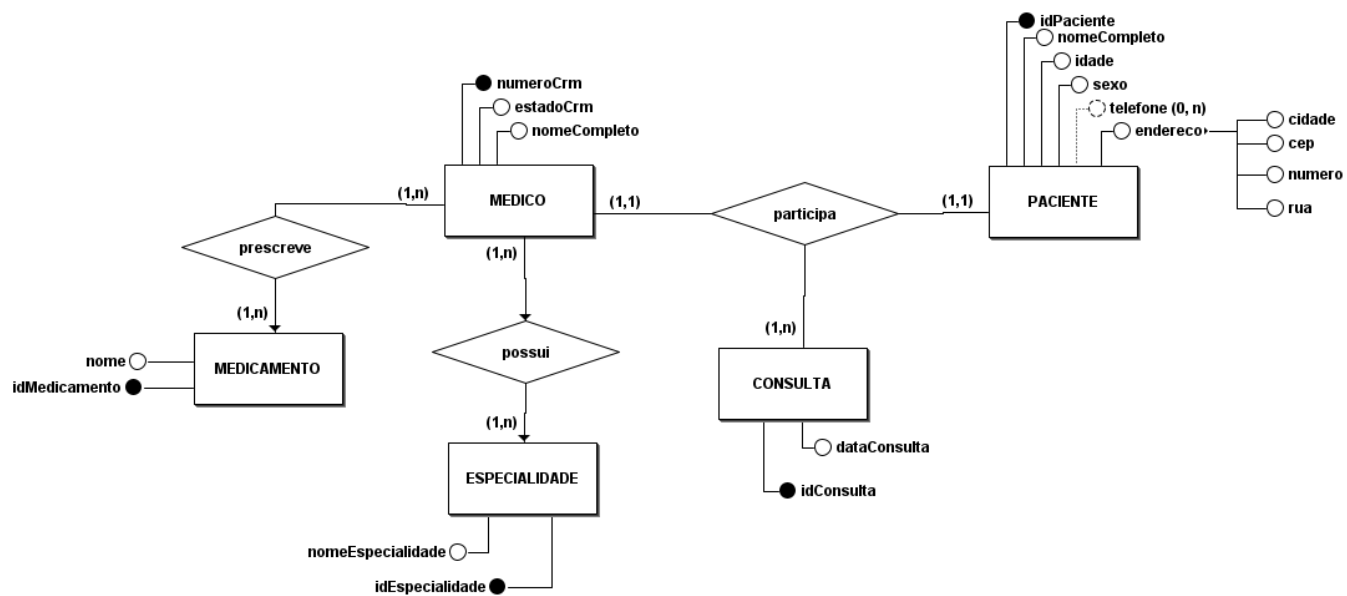 idPaciente
nomeCompleto
idade
sexo
telefone (0, n)
endereco
cidade
cep
numero
rua
numeroCrm
estadoCrm
nomeCompleto
(1,n)
MEDICO
(1,1)
participa
(1,1)
PACIENTE
prescreve
(1,n)
(1,n)
(1,n)
nome
MEDICAMENTO
idMedicamento
possui
CONSULTA
(1,n)
dataConsulta
ESPECIALIDADE
idConsulta
nomeEspecialidade
idEspecialidade